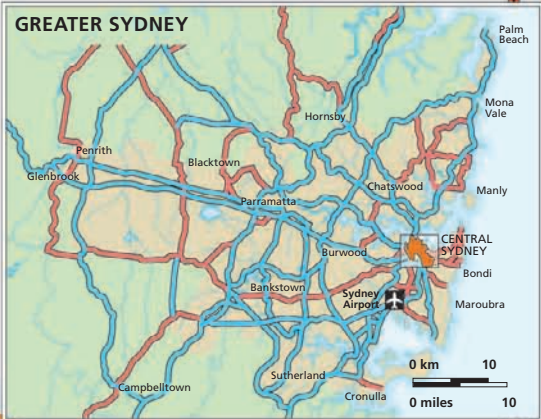 GREATER SYDNEY
Palm
Beach
Mona
Vale
Hornsby
Penrith
Blacktown
Glenbrook
Chatswood
Manly
Parramatta
CENTRAL
SYDNEY
Burwood
Bondi
Bankstown
Sydney
Airport
Maroubra
0 km 10
Sutherland
Campbelltown
Cronulla
0 miles 10